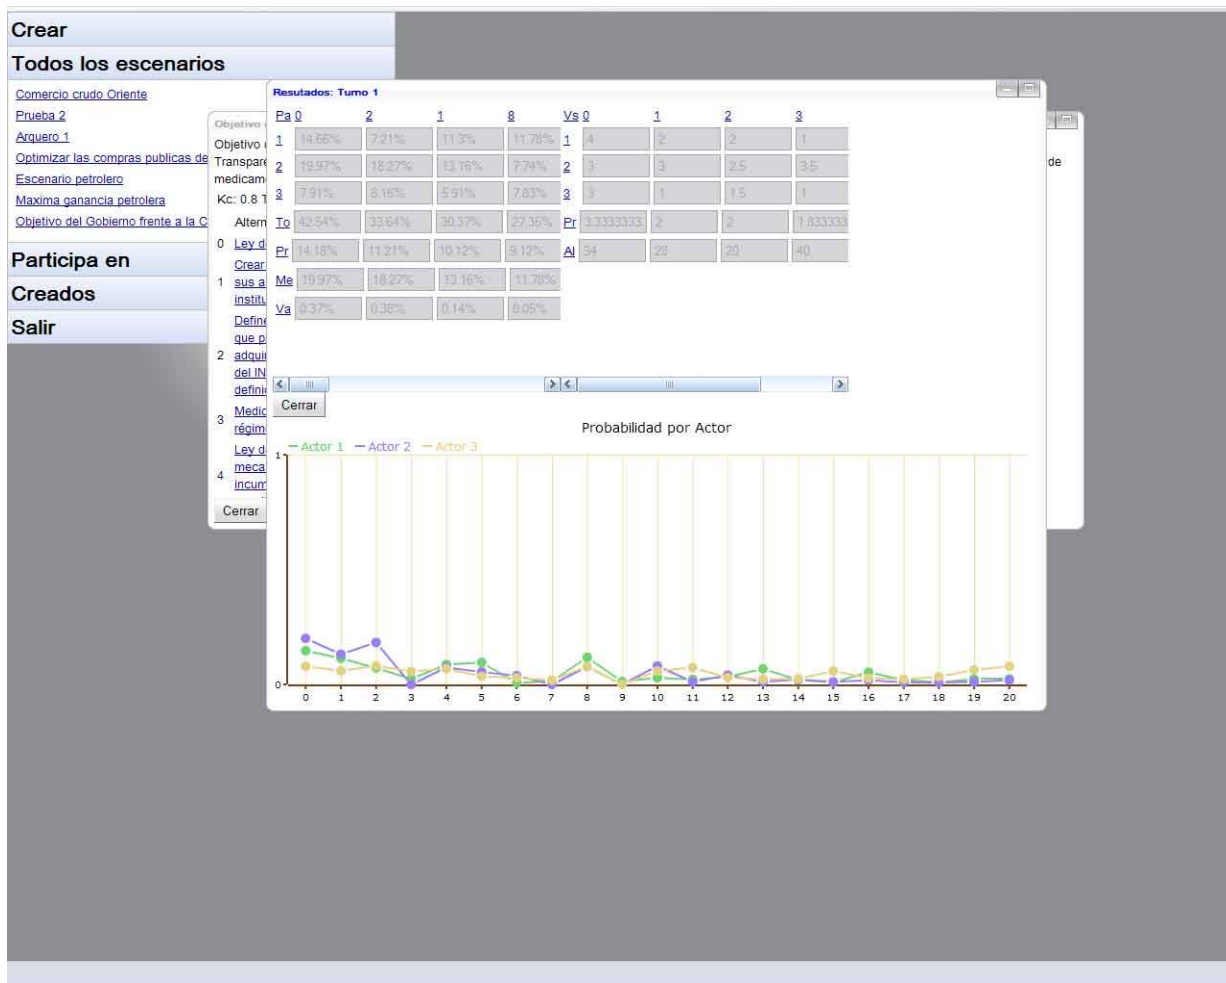 Crear
Todos los escenarios
Comercio crudo Oriente
Prueba 2
Arquero 1
Optimizar las compras publicas de
Escenario petrolero
Maxima ganancia petrolera
Objetivo del Gobierno frente a la C
Participa en
Creados
Salir
Objetivo
Objetivo
Transpare
medicam
Kc: 0.8 T
de
Altern
0 Ley d
Crear
1 sus a
institu
Define
que p
2 adqui
del IN
defini
3 Medic
régim
Ley d
meca
4 incum
Cerrar
Resutados: Turno 1
Pa 0 2 1 8 Vs 0 1 2 3
1 14.66% 7.21% 11.3% 11.78% 1 4 2 2 1
2 19.97% 18.27% 13.16% 7.74% 2 3 3 2.5 3.5
3 7.91% 8.16% 5.91% 7.83% 3 3 1 1.5 1
To 42.54% 33.64% 30.37% 27.35% Pr 3.3333333 2 2 1.833333
Pr 14.18% 11.21% 10.12% 9.12% Al 34 28 20 40
Me 19.97% 18.27% 13.16% 11.78%
Va 0.37% 0.38% 0.14% 0.05%
Cerrar
Probabilidad por Actor
Actor 1 Actor 2 Actor 3
1
0
0 1 2 3 4 5 6 7 8 9 10 11 12 13 14 15 16 17 18 19 20